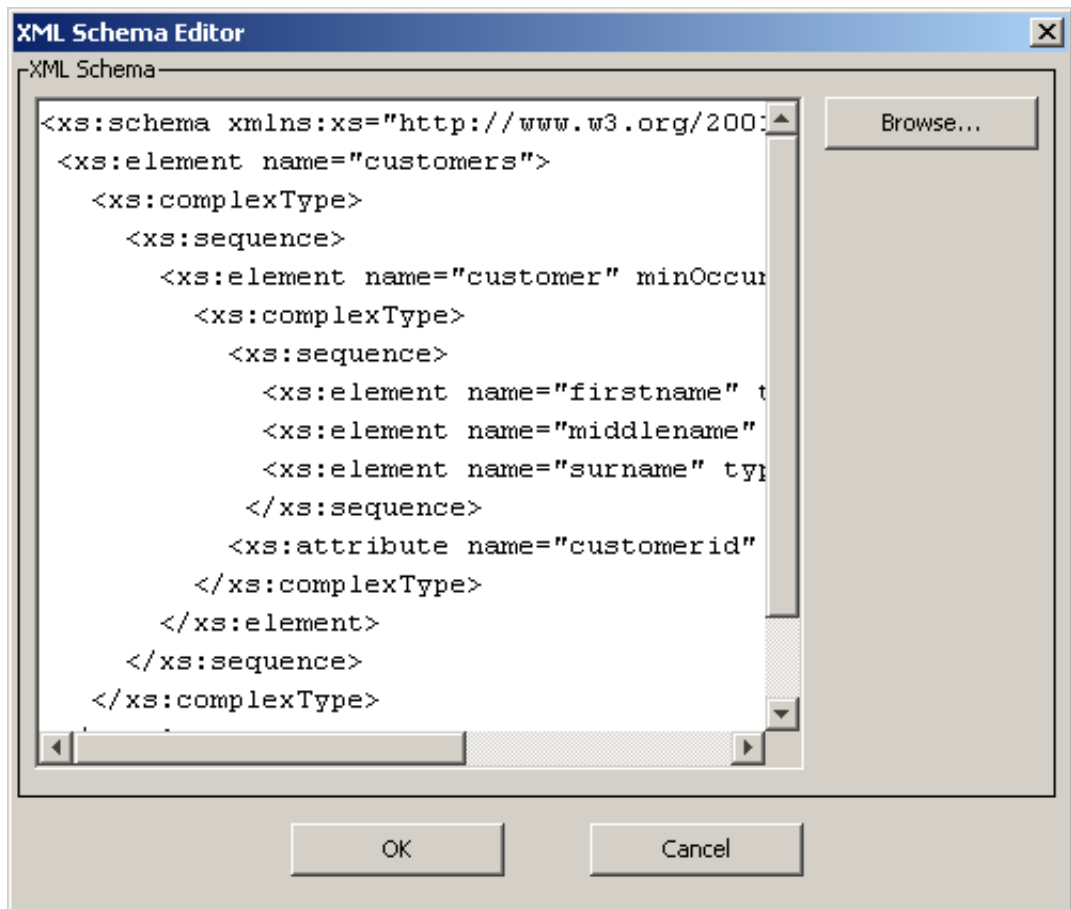 XML Schema Editor
XML Schema
Browse...
<xs:schema xmlns:xs="http://www.w3.org/2001
 <xs:element name="customers">
   <xs:complexType>
     <xs:sequence>
       <xs:element name="customer" minOccur
         <xs:complexType>
           <xs:sequence>
             <xs:element name="firstname" t
             <xs:element name="middlename"
             <xs:element name="surname" typ
            </xs:sequence>
           <xs:attribute name="customerid"
         </xs:complexType>
       </xs:element>
     </xs:sequence>
   </xs:complexType>
OK
Cancel